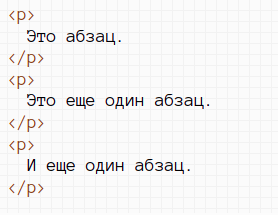 <p>
Это абзац.
</p>
<p>
Это еще один абзац.
</p>
<p>
И еще один абзац.
</p>